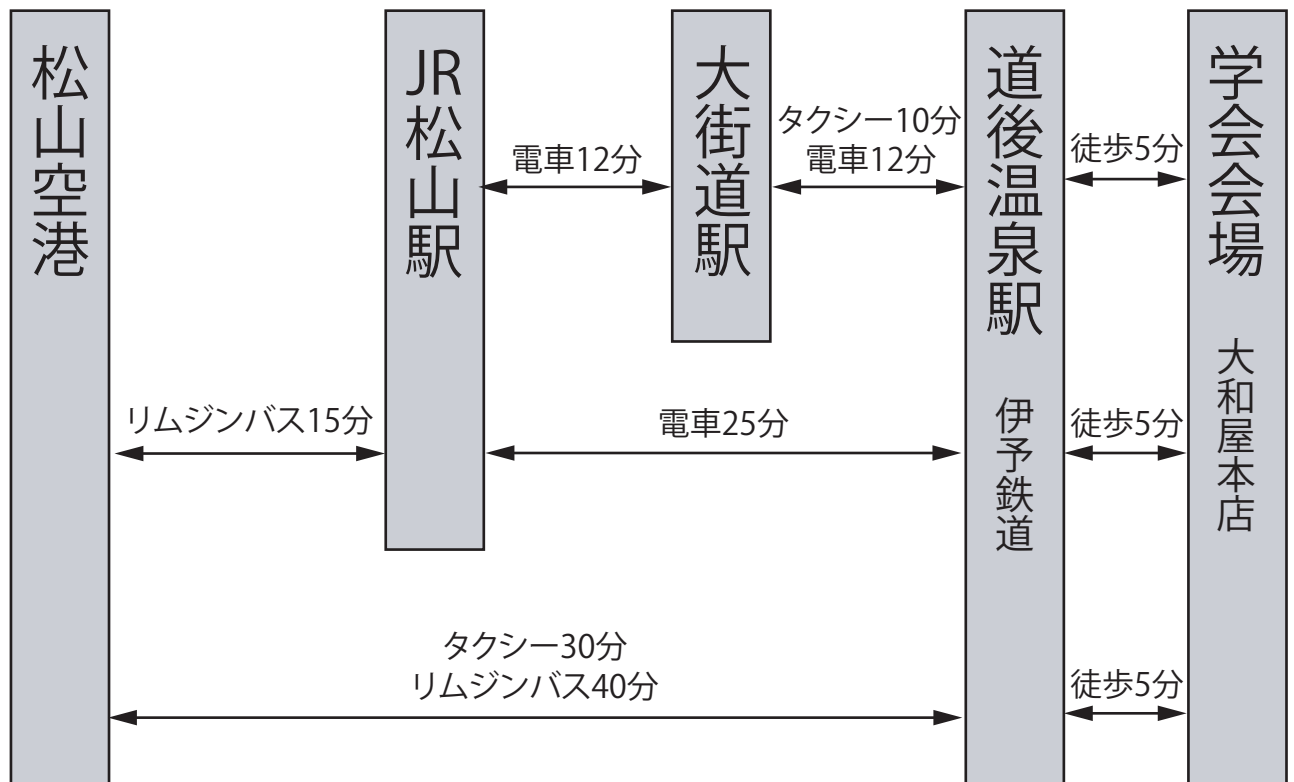 松山空港
JR松山駅
大街道駅
道後温泉駅 伊予鉄道
学会会場 大和屋本店
電車12分
タクシー10分
電車12分
徒歩5分
リムジンバス15分
電車25分
徒歩5分
タクシー30分
リムジンバス40分
徒歩5分